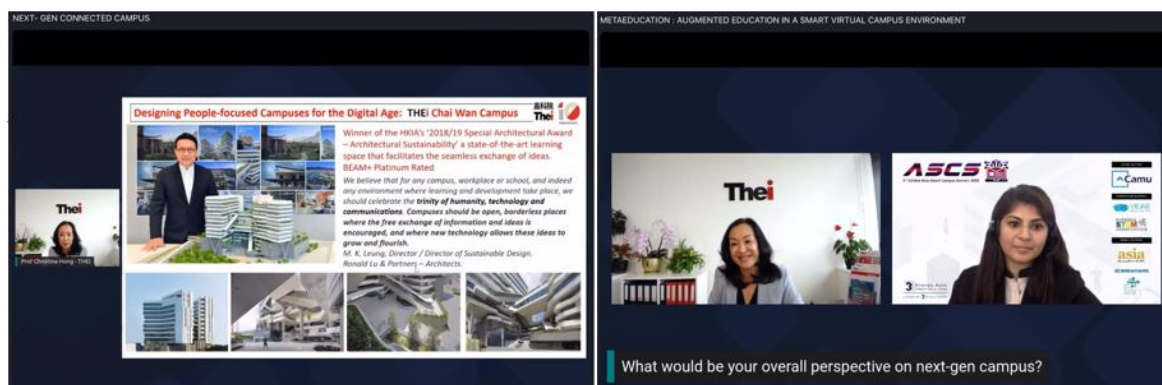 NEXT- GEN CONNECTED CAMPUS
Designing People-focused Campuses for the Digital Age: THEi Chai Wan Campus
高科院
Thei
10
Winner of the HKIA's '2018/19 Special Architectural Award
– Architectural Sustainability' a state-of-the-art learning
space that facilitates the seamless exchange of ideas.
BEAM+ Platinum Rated
We believe that for any campus, workplace or school, and indeed
any environment where learning and development take place, we
should celebrate the trinity of humanity, technology and
communications. Campuses should be open, borderless places
where the free exchange of information and ideas is
encouraged, and where new technology allows these ideas to
grow and flourish.
M. K. Leung, Director / Director of Sustainable Design.
Ronald Lu & Partners – Architects.
Thei
Prof Christina Hong - THEi
METAEDUCATION : AUGMENTED EDUCATION IN A SMART VIRTUAL CAMPUS ENVIRONMENT
Thei
ASCS
Camu
asia
What would be your overall perspective on next-gen campus?